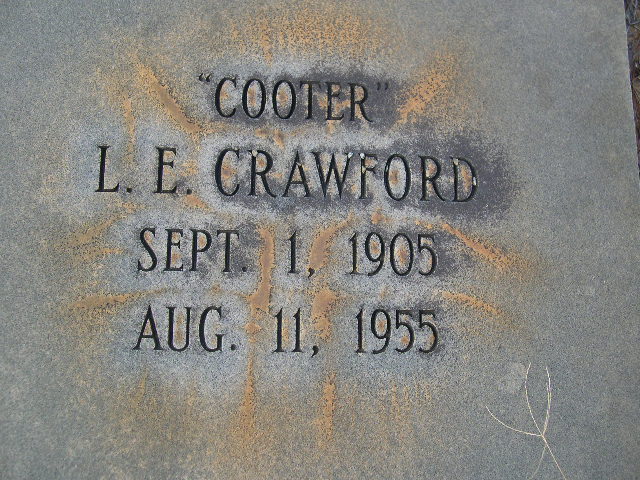 "COOTER"
L. E. CRAWFORD
SEPT. 1, 1905
AUG. 11, 1955